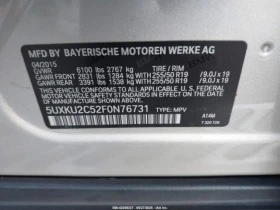 MFD BY BAYERISCHE MOTOREN WERKE AG
04/2015
GVWR 6100 lbs 2767 kg TIRE / RIM
GAWR FRONT 2831 lbs 1284 kg 255/50 R19 / 9.0J x 19
GAWR REAR 3391 lbs 1538 kg 255/50 R19 / 9.0J x 19
THIS VEHICLE CONFORMS TO ALL APPLICABLE U.S. FEDERAL
MOTOR VEHICLE SAFETY STANDARDS IN EFFECT ON THE
DATE OF MANUFACTURE SHOWN ABOVE.
5UXKU2C52F0N76731 TYPE: MPV
A14M